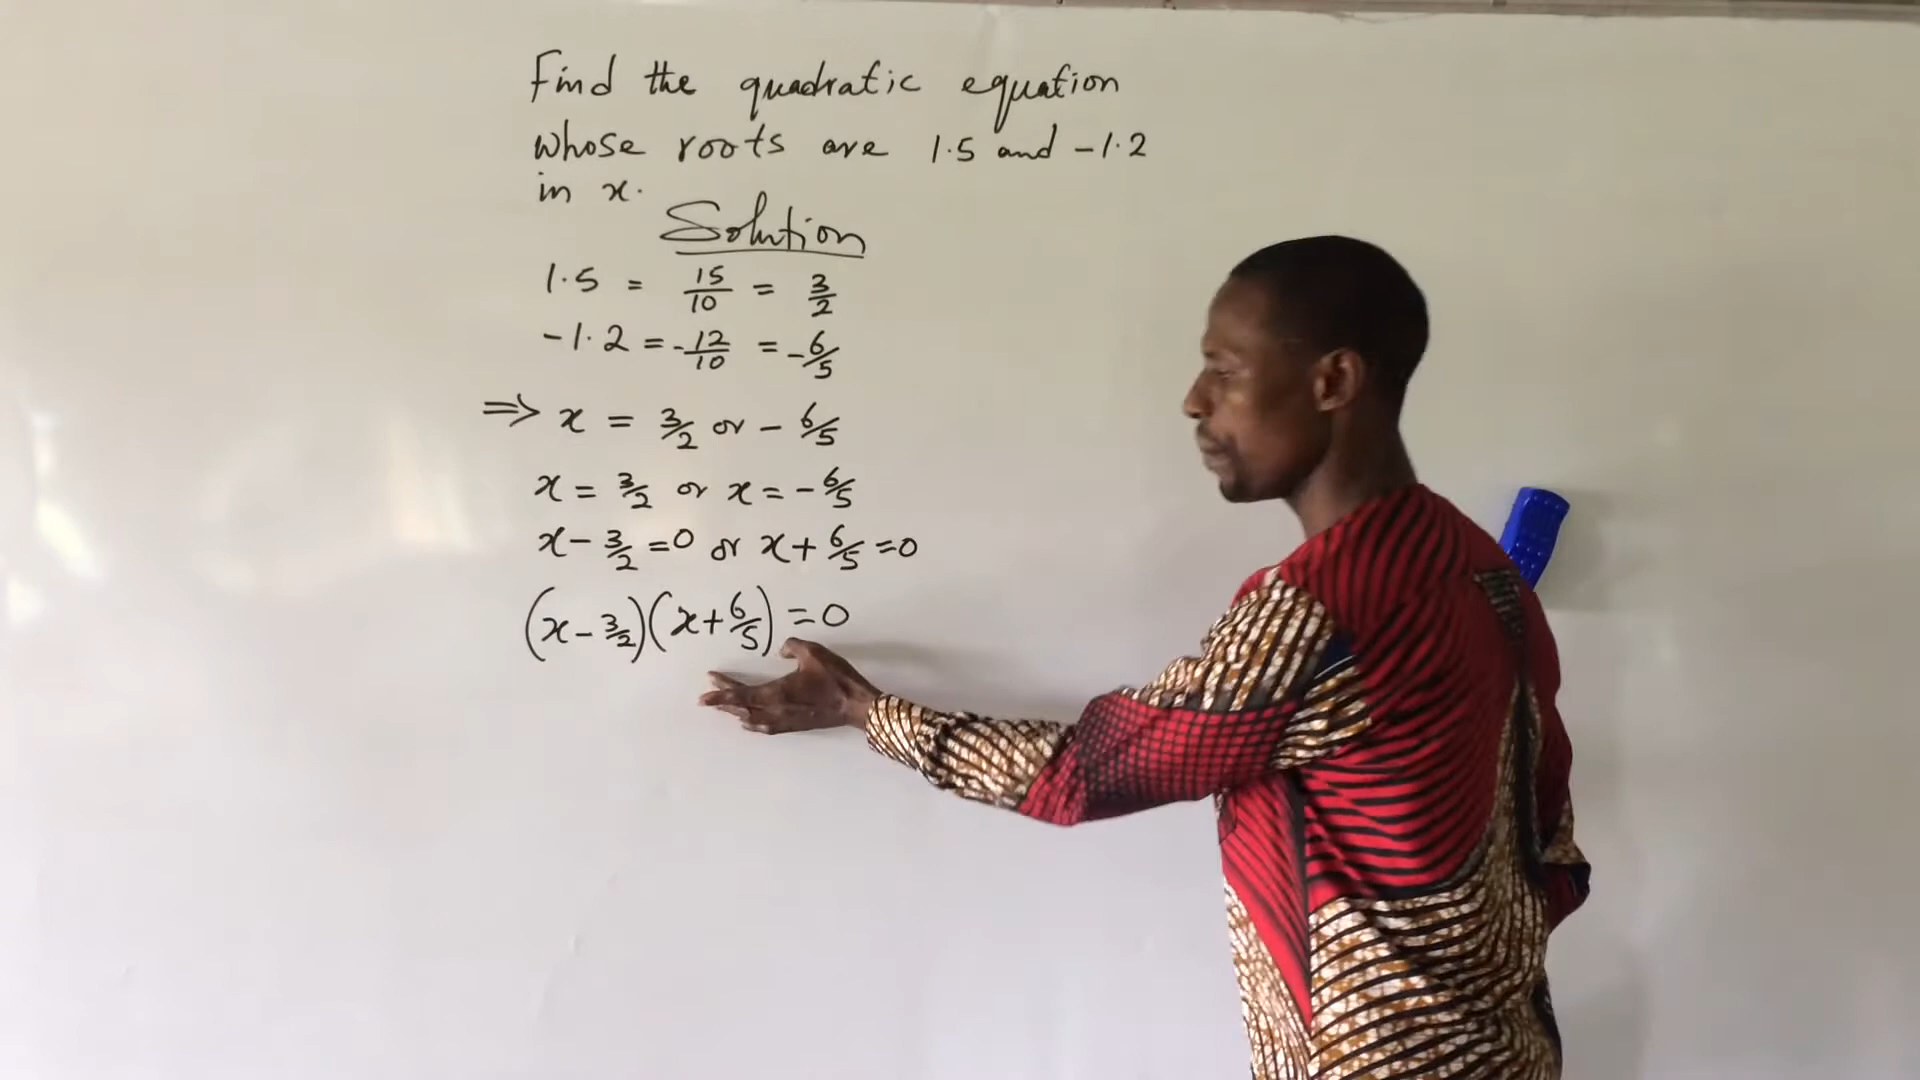 Find the quadratic equation
whose roots are 1.5 and -1.2
in x.
Solution
1.5 = 15/10 = 3/2
-1.2 = -12/10 = -6/5
⇒ x = 3/2 or - 6/5
x = 3/2 or x = -6/5
x - 3/2 = 0 or x + 6/5 = 0
(x - 3/2)(x + 6/5) = 0